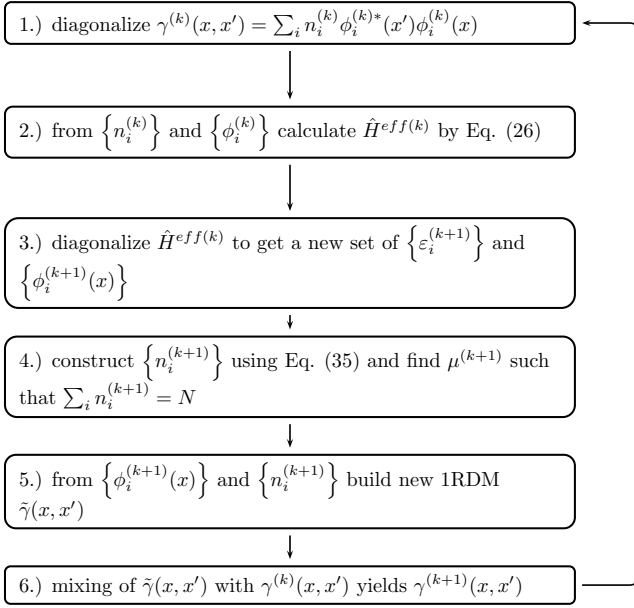 1.) diagonalize γ^{(k)}(x, x′) = ∑_i n_i^{(k)} ϕ_i^{(k)*}(x′)ϕ_i^{(k)}(x)
2.) from {n_i^{(k)}} and {ϕ_i^{(k)}} calculate Ĥ^{eff(k)} by Eq. (26)
3.) diagonalize Ĥ^{eff(k)} to get a new set of {ε_i^{(k+1)}} and
{ϕ_i^{(k+1)}(x)}
4.) construct {n_i^{(k+1)}} using Eq. (35) and find μ^{(k+1)} such
that ∑_i n_i^{(k+1)} = N
5.) from {ϕ_i^{(k+1)}(x)} and {n_i^{(k+1)}} build new 1RDM
γ̃(x, x′)
6.) mixing of γ̃(x, x′) with γ^{(k)}(x, x′) yields γ^{(k+1)}(x, x′)